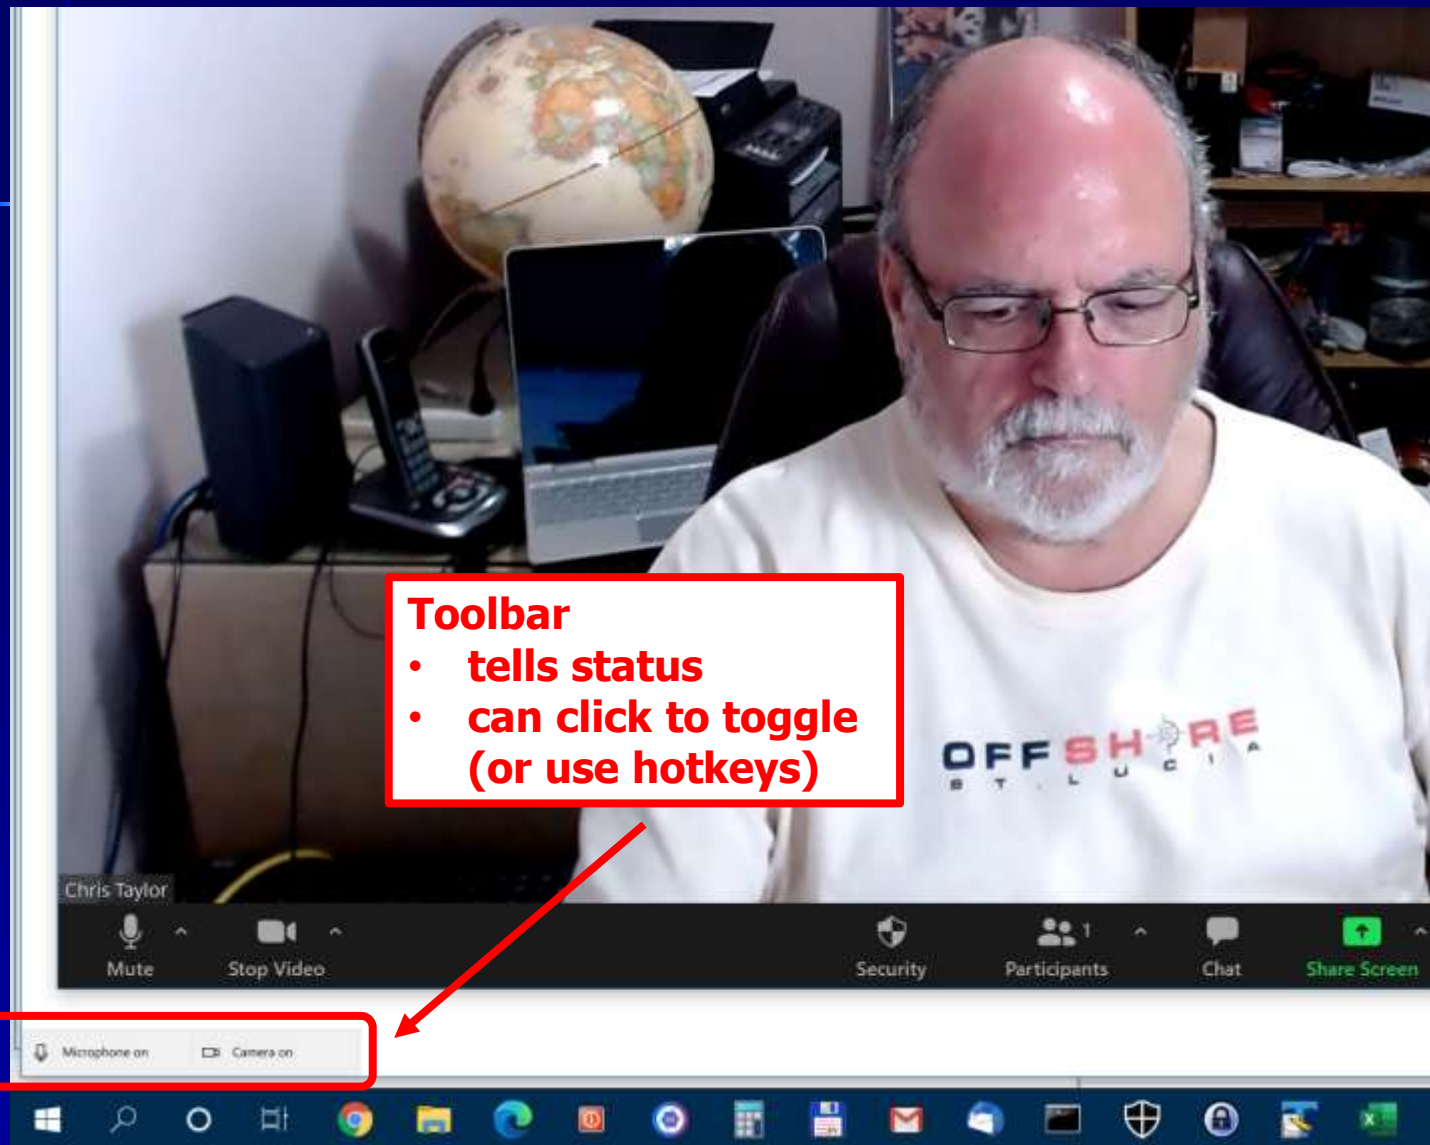 Toolbar
• tells status
• can click to toggle
(or use hotkeys)
OFFSHORE
ST. LUCIA
Chris Taylor
Mute
Stop Video
Security
Participants
1
Chat
Share Screen
Microphone on
Camera on